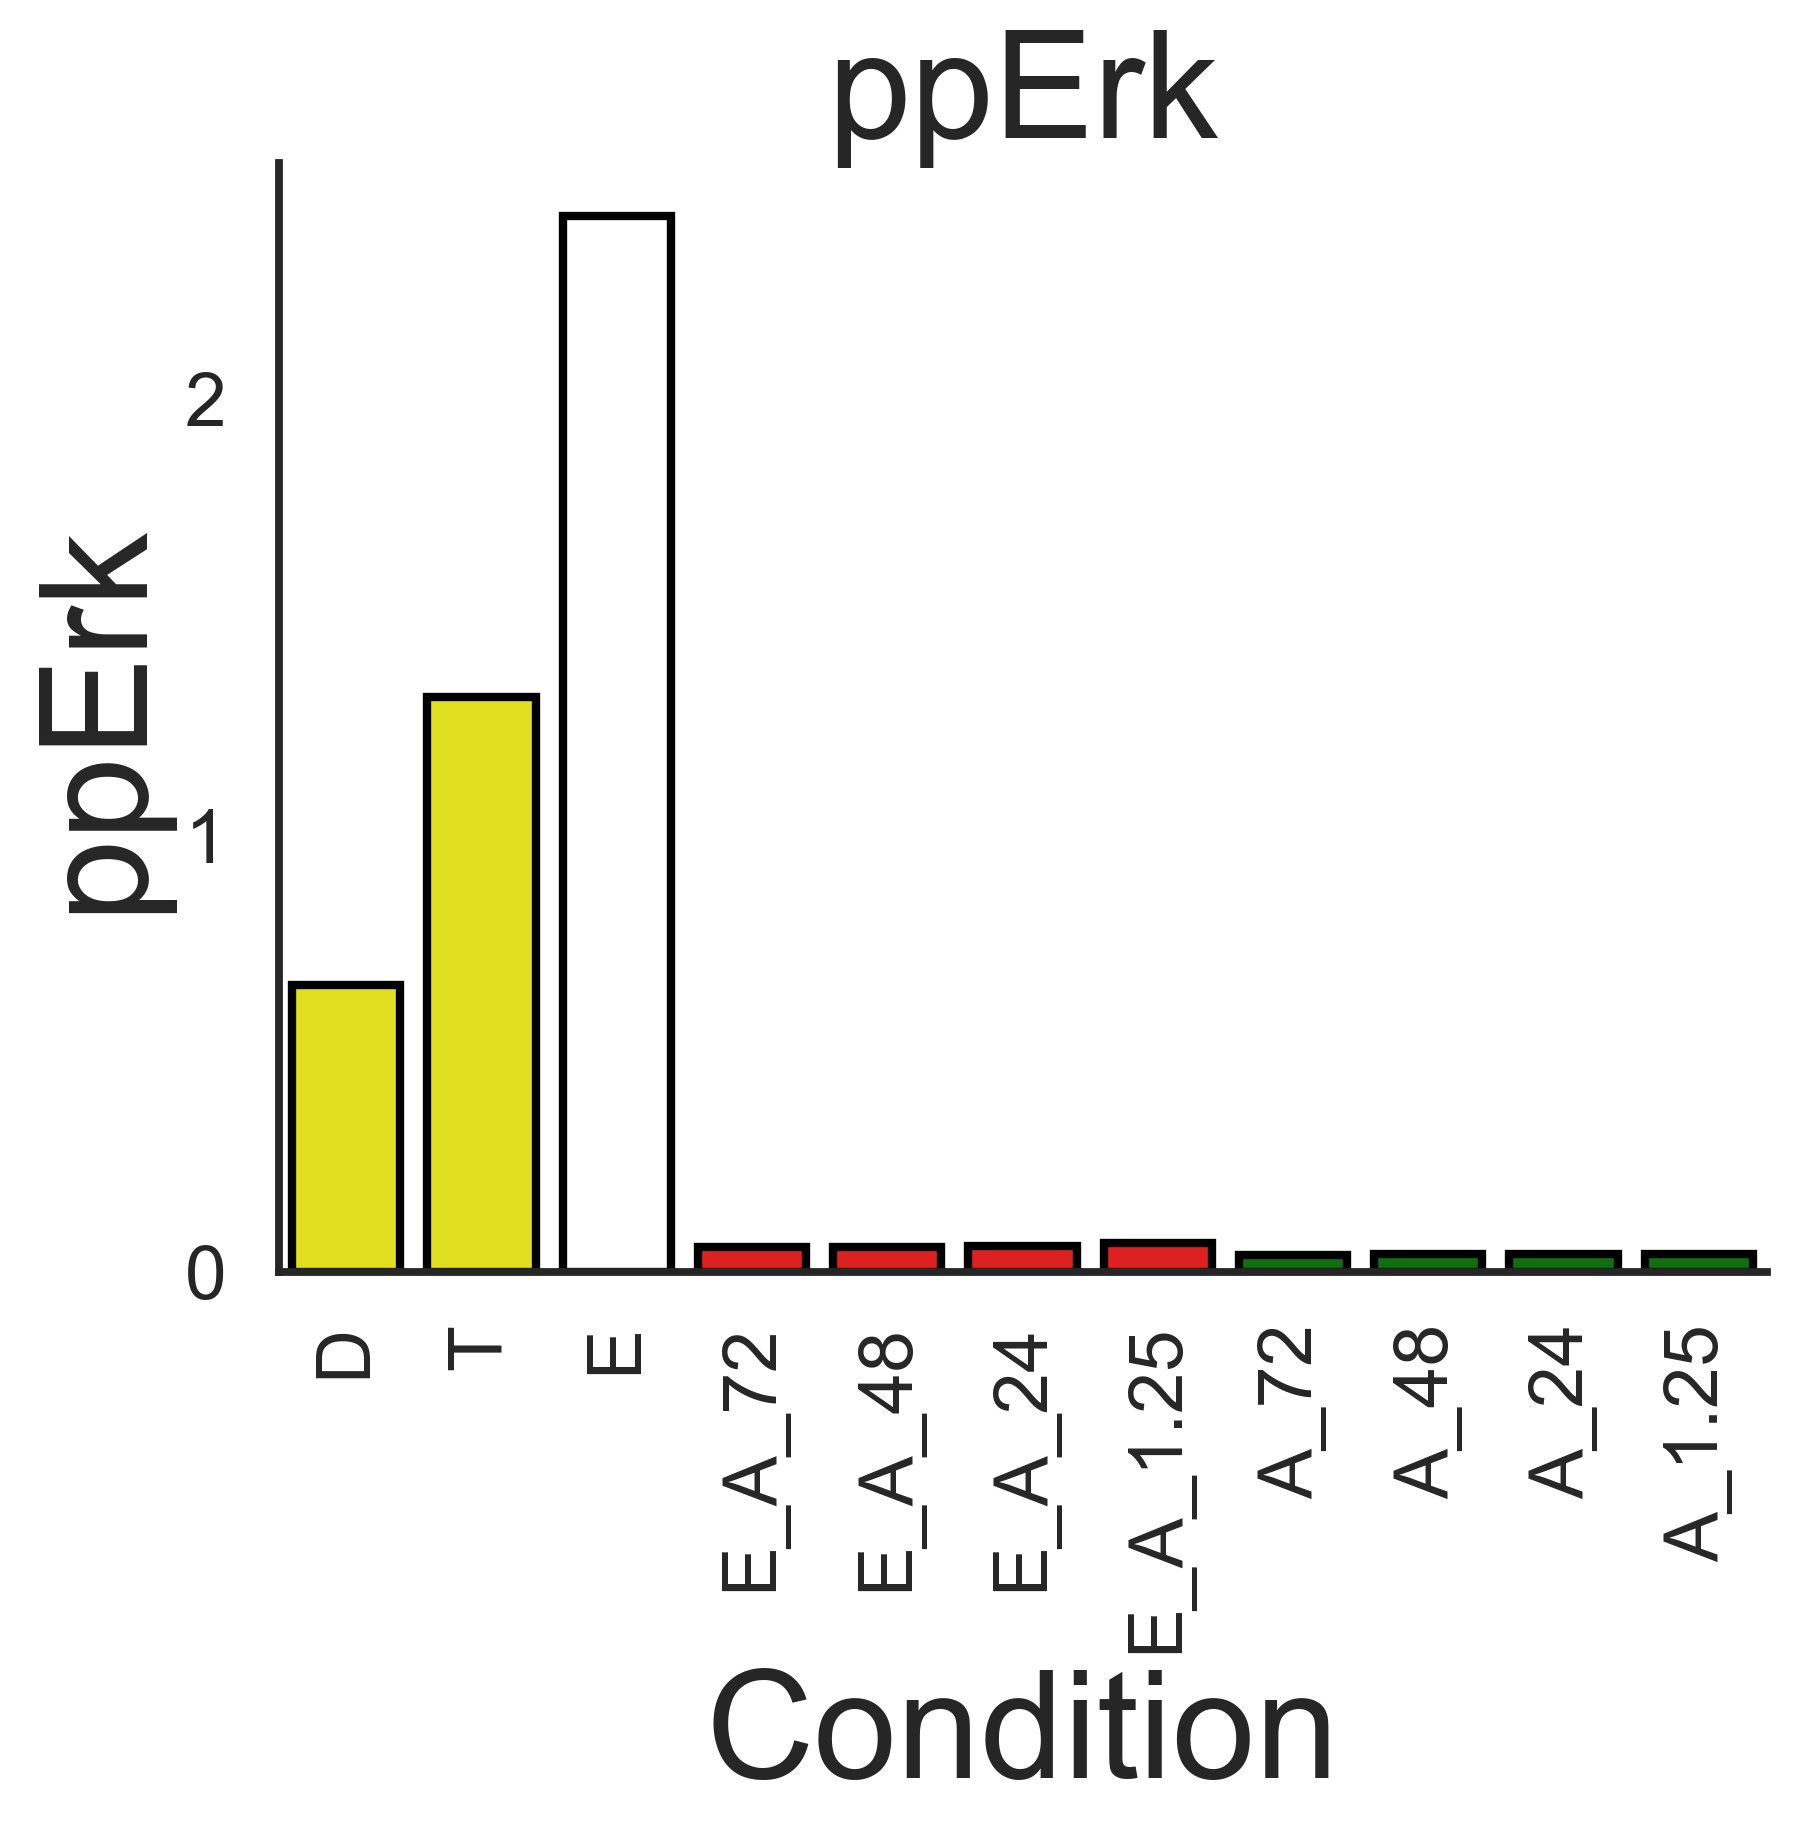 ppErk
ppErk
2
1
0
D
T
E
E_A_72
E_A_48
E_A_24
E_A_1.25
A_72
A_48
A_24
A_1.25
Condition